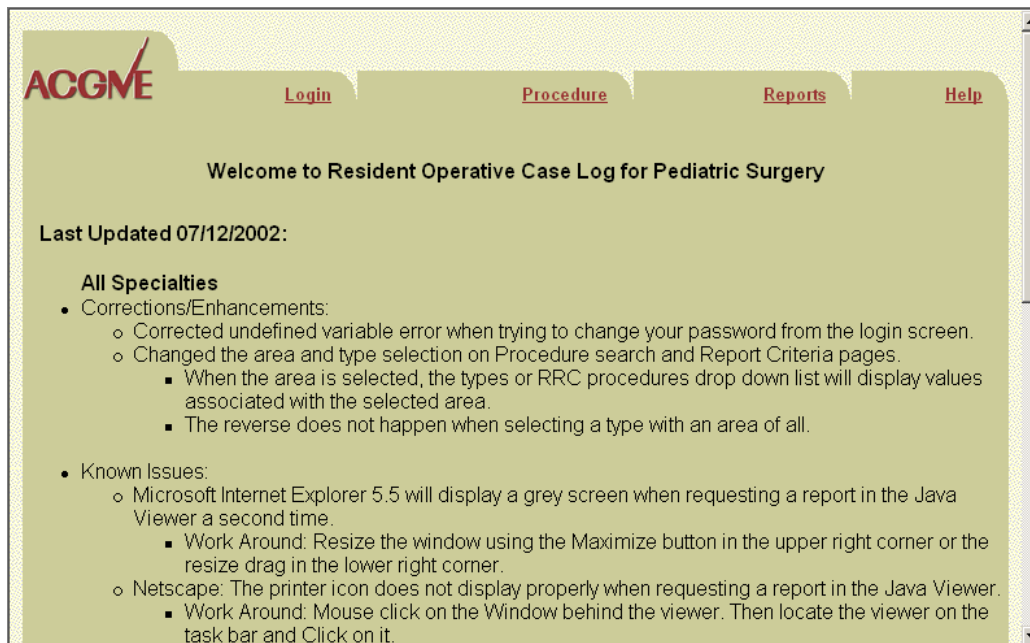 ACGME
Login Procedure Reports Help
Welcome to Resident Operative Case Log for Pediatric Surgery
Last Updated 07/12/2002:
All Specialties
• Corrections/Enhancements:
o Corrected undefined variable error when trying to change your password from the login screen.
o Changed the area and type selection on Procedure search and Report Criteria pages.
▪ When the area is selected, the types or RRC procedures drop down list will display values
associated with the selected area.
▪ The reverse does not happen when selecting a type with an area of all.
• Known Issues:
o Microsoft Internet Explorer 5.5 will display a grey screen when requesting a report in the Java
Viewer a second time.
▪ Work Around: Resize the window using the Maximize button in the upper right corner or the
resize drag in the lower right corner.
o Netscape: The printer icon does not display properly when requesting a report in the Java Viewer.
▪ Work Around: Mouse click on the Window behind the viewer. Then locate the viewer on the
task bar and Click on it.